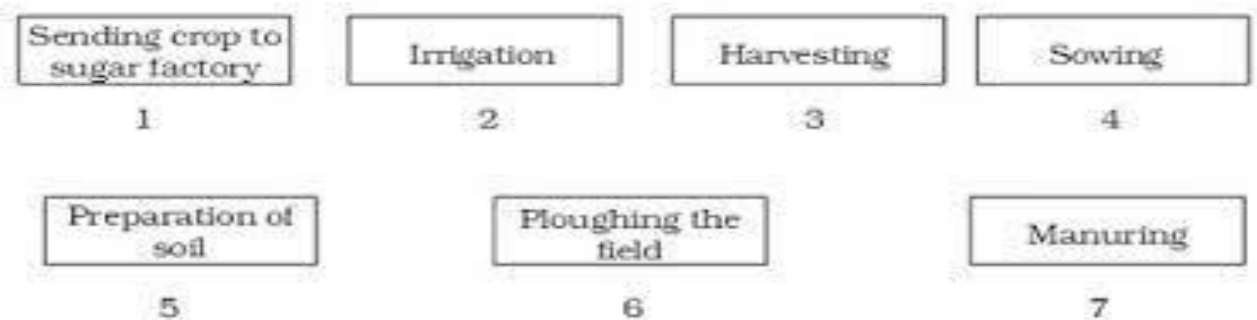 Sending crop to
sugar factory
Irrigation
Harvesting
Sowing
1
2
3
4
Preparation of
soil
Ploughing the
field
Manuring
5
6
7